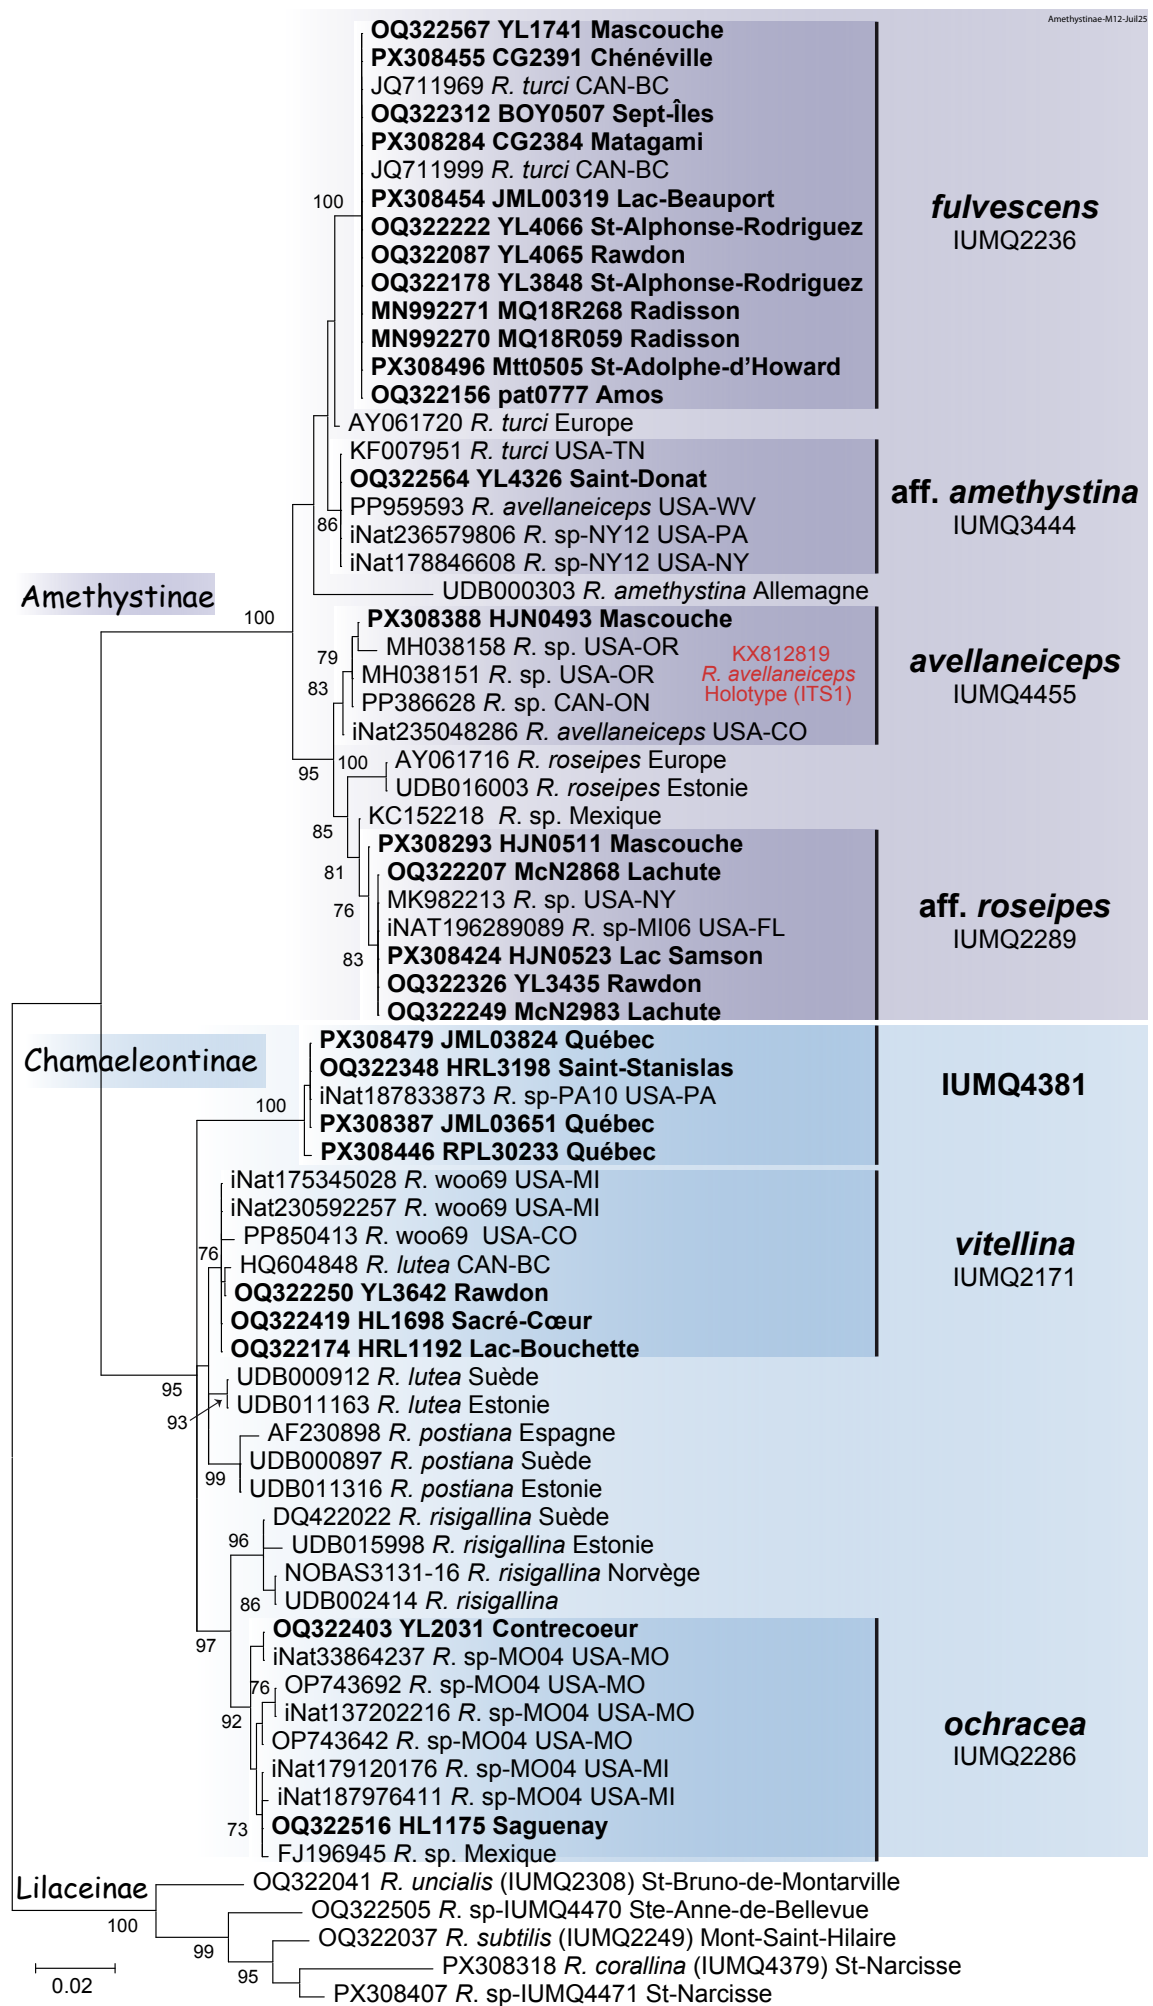 Amethystinae-M12-Juil25
OQ322567 YL1741 Mascouche
PX308455 CG2391 Chénéville
JQ711969 R. turci CAN-BC
OQ322312 BOY0507 Sept-Îles
PX308284 CG2384 Matagami
JQ711999 R. turci CAN-BC
100
PX308454 JML00319 Lac-Beauport
OQ322222 YL4066 St-Alphonse-Rodriguez
OQ322087 YL4065 Rawdon
OQ322178 YL3848 St-Alphonse-Rodriguez
MN992271 MQ18R268 Radisson
MN992270 MQ18R059 Radisson
PX308496 Mtt0505 St-Adolphe-d’Howard
OQ322156 pat0777 Amos
fulvescens
IUMQ2236
AY061720 R. turci Europe
KF007951 R. turci USA-TN
OQ322564 YL4326 Saint-Donat
PP959593 R. avellaneiceps USA-WV
86
iNat236579806 R. sp-NY12 USA-PA
iNat178846608 R. sp-NY12 USA-NY
aff. amethystina
IUMQ3444
UDB000303 R. amethystina Allemagne
Amethystinae
100
PX308388 HJN0493 Mascouche
MH038158 R. sp. USA-OR
79
MH038151 R. sp. USA-OR
83
PP386628 R. sp. CAN-ON
iNat235048286 R. avellaneiceps USA-CO
KX812819
R. avellaneiceps
Holotype (ITS1)
avellaneiceps
IUMQ4455
95
100
AY061716 R. roseipes Europe
UDB016003 R. roseipes Estonie
85
KC152218 R. sp. Mexique
PX308293 HJN0511 Mascouche
81
OQ322207 McN2868 Lachute
MK982213 R. sp. USA-NY
76
iNAT196289089 R. sp-MI06 USA-FL
83
PX308424 HJN0523 Lac Samson
OQ322326 YL3435 Rawdon
OQ322249 McN2983 Lachute
aff. roseipes
IUMQ2289
Chamaeleontinae
PX308479 JML03824 Québec
OQ322348 HRL3198 Saint-Stanislas
iNat187833873 R. sp-PA10 USA-PA
100
PX308387 JML03651 Québec
PX308446 RPL30233 Québec
IUMQ4381
iNat175345028 R. woo69 USA-MI
iNat230592257 R. woo69 USA-MI
PP850413 R. woo69 USA-CO
76
HQ604848 R. lutea CAN-BC
OQ322250 YL3642 Rawdon
OQ322419 HL1698 Sacré-Cœur
OQ322174 HRL1192 Lac-Bouchette
vitellina
IUMQ2171
95
UDB000912 R. lutea Suède
UDB011163 R. lutea Estonie
93
AF230898 R. postiana Espagne
UDB000897 R. postiana Suède
99
UDB011316 R. postiana Estonie
DQ422022 R. risigallina Suède
96
UDB015998 R. risigallina Estonie
NOBAS3131-16 R. risigallina Norvège
86
UDB002414 R. risigallina
97
OQ322403 YL2031 Contrecoeur
iNat33864237 R. sp-MO04 USA-MO
76
OP743692 R. sp-MO04 USA-MO
92
iNat137202216 R. sp-MO04 USA-MO
OP743642 R. sp-MO04 USA-MO
iNat179120176 R. sp-MO04 USA-MI
iNat187976411 R. sp-MO04 USA-MI
73
OQ322516 HL1175 Saguenay
FJ196945 R. sp. Mexique
ochracea
IUMQ2286
Lilaceinae
OQ322041 R. uncialis (IUMQ2308) St-Bruno-de-Montarville
100
OQ322505 R. sp-IUMQ4470 Ste-Anne-de-Bellevue
99
OQ322037 R. subtilis (IUMQ2249) Mont-Saint-Hilaire
95
PX308318 R. corallina (IUMQ4379) St-Narcisse
PX308407 R. sp-IUMQ4471 St-Narcisse
0.02